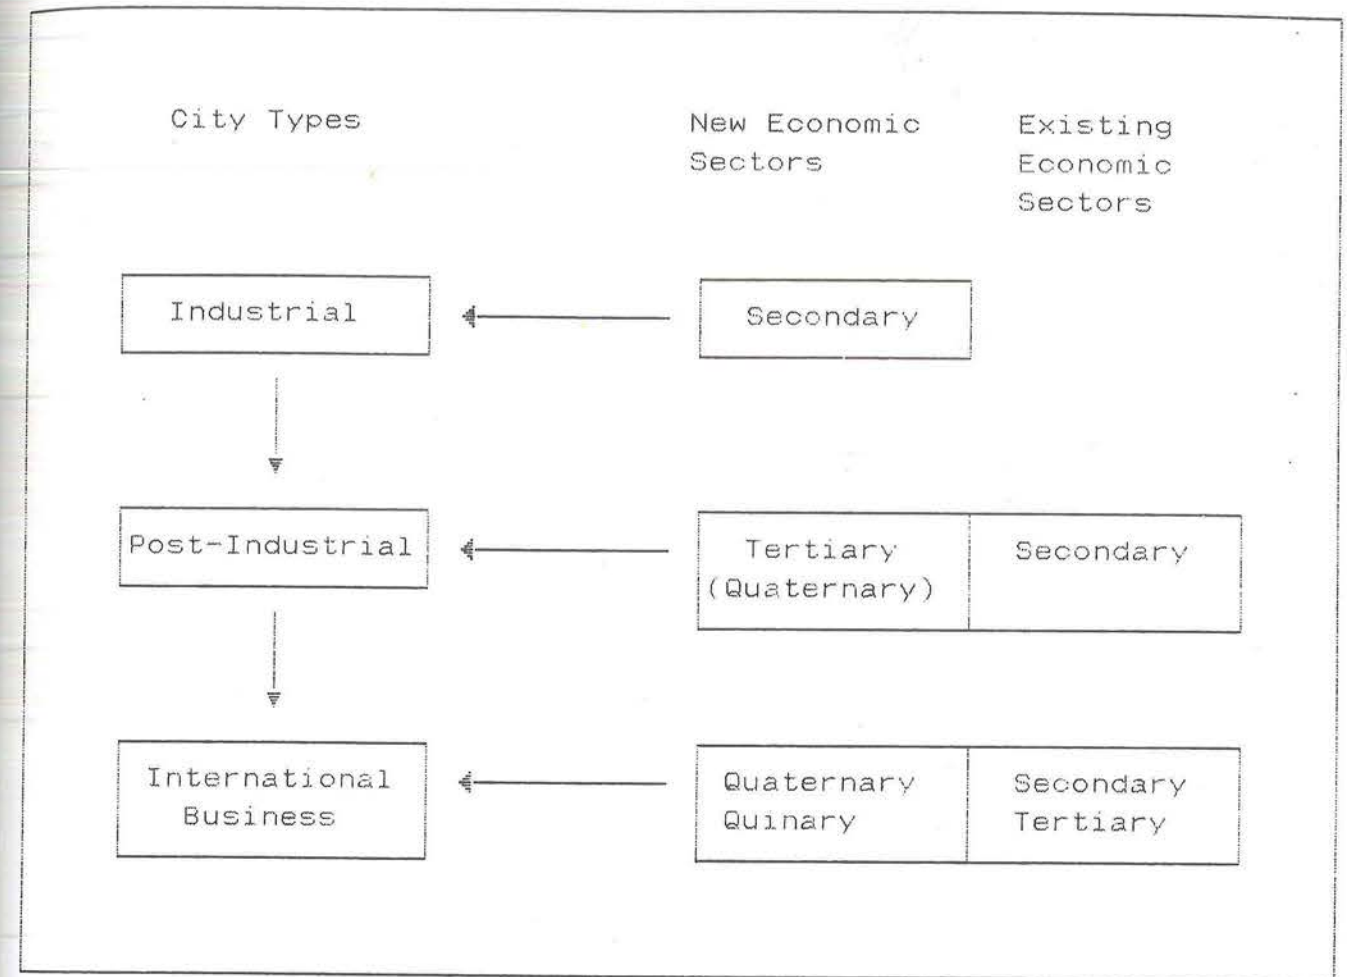 City Types
New Economic
Sectors
Existing
Economic
Sectors
Industrial
Secondary
Post-Industrial
Tertiary
(Quaternary)
Secondary
International
Business
Quaternary
Quinary
Secondary
Tertiary